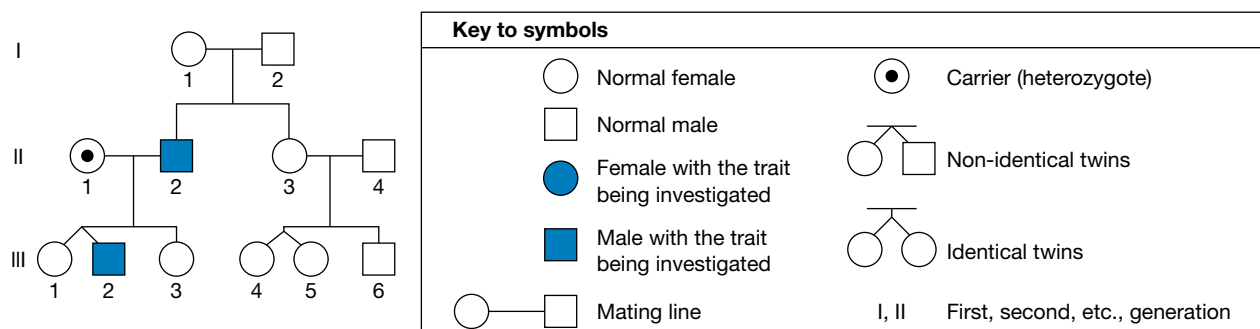 I
1 2
II
1 2 3 4
III
1 2 3 4 5 6
Key to symbols
Normal female
Carrier (heterozygote)
Normal male
Non-identical twins
Female with the trait
being investigated
Male with the trait
being investigated
Identical twins
Mating line
I, II First, second, etc., generation